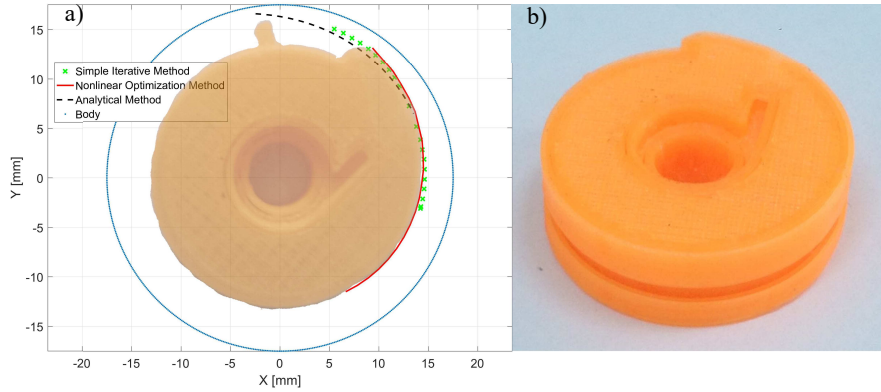 a)
b)
15
10
5
0
-5
-10
-15
Y [mm]
Simple Iterative Method
Nonlinear Optimization Method
Analytical Method
Body
-20 -15 -10 -5 0 5 10 15 20
X [mm]